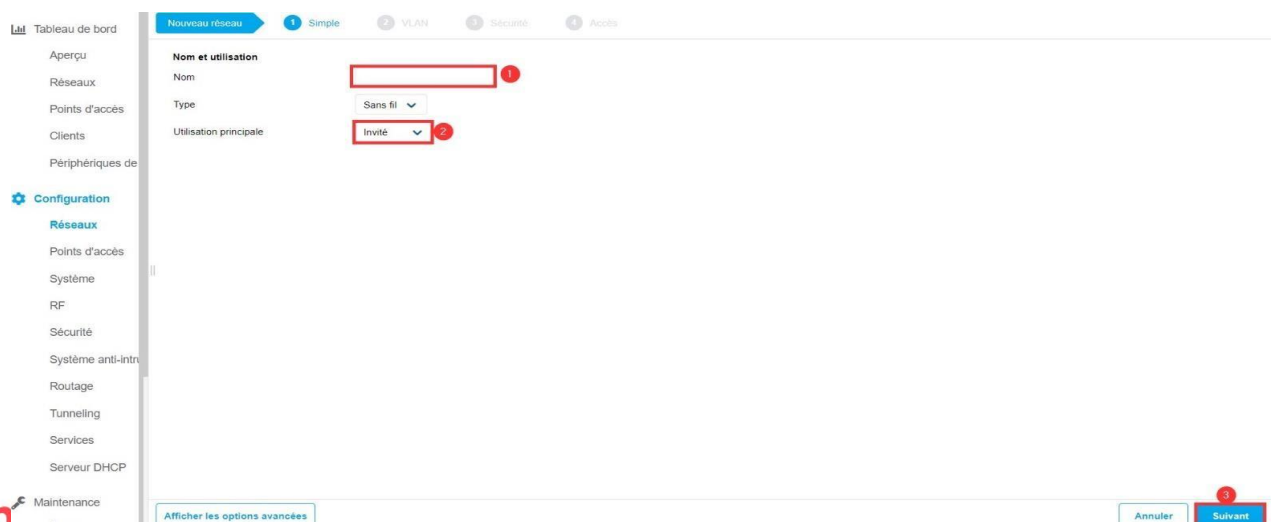 Tableau de bord
Aperçu
Réseaux
Points d'accès
Clients
Périphériques de
Configuration
Réseaux
Points d'accès
Système
RF
Sécurité
Système anti-intru
Routage
Tunneling
Services
Serveur DHCP
Maintenance
Nouveau réseau
1 Simple
2 VLAN
3 Sécurité
4 Accès
Nom et utilisation
Nom
1
Type
Sans fil
Utilisation principale
Invité
2
Afficher les options avancées
Annuler
3
Suivant